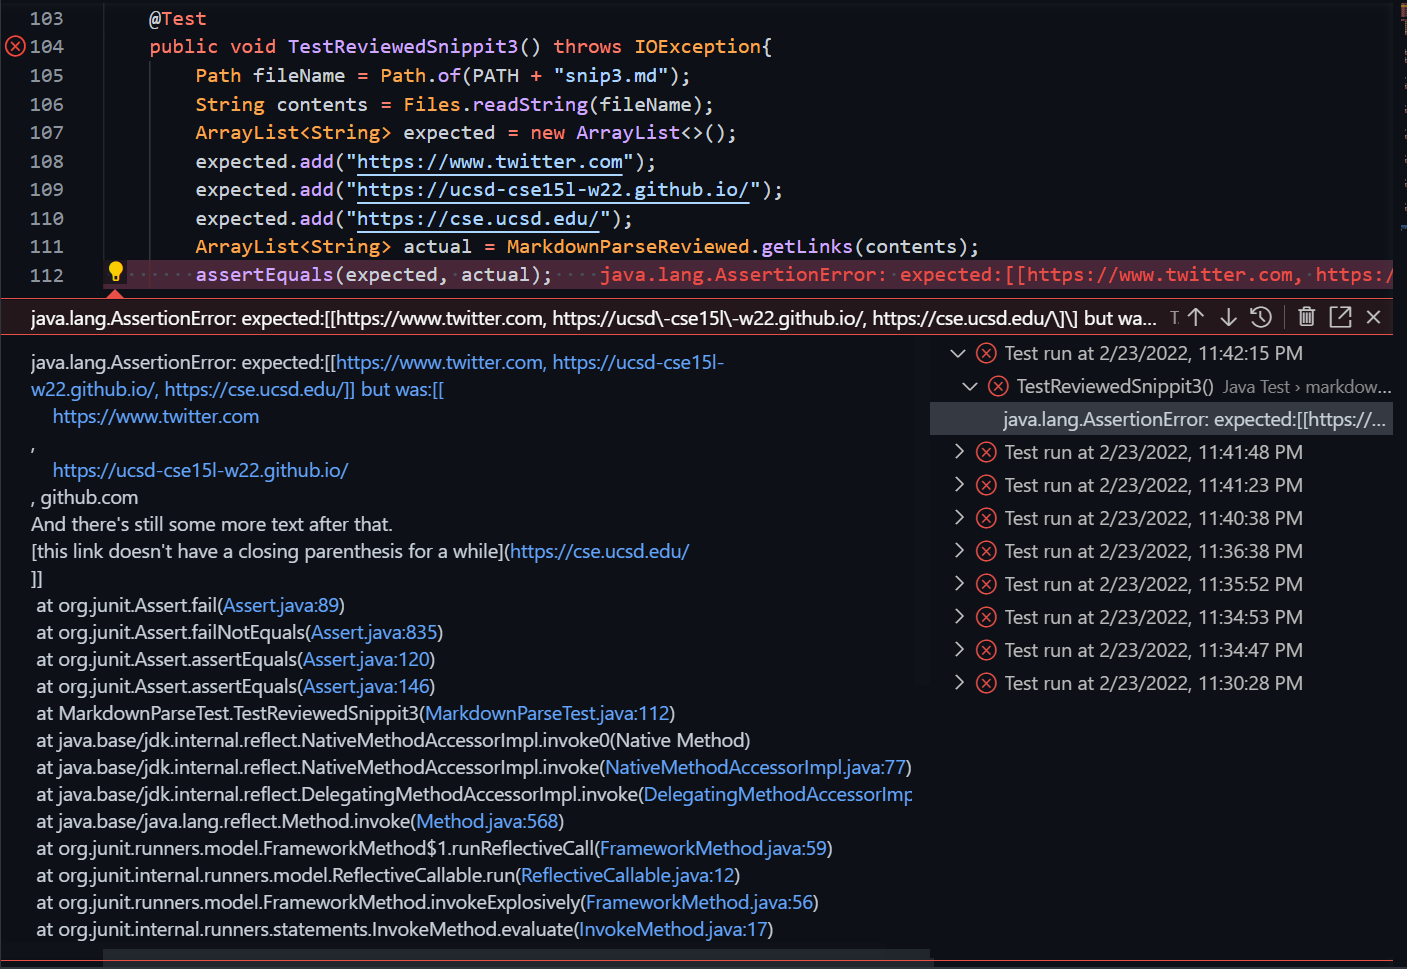 103 @Test
104 public void TestReviewedSnippit3() throws IOException{
105 Path fileName = Path.of(PATH + "snip3.md");
106 String contents = Files.readString(fileName);
107 ArrayList<String> expected = new ArrayList<>();
108 expected.add("https://www.twitter.com");
109 expected.add("https://ucsd-cse15l-w22.github.io/");
110 expected.add("https://cse.ucsd.edu/");
111 ArrayList<String> actual = MarkdownParseReviewed.getLinks(contents);
112 assertEquals(expected, actual); java.lang.AssertionError: expected:[[https://www.twitter.com, https:/
java.lang.AssertionError: expected:[[https://www.twitter.com, https://ucsd\-cse15l\-w22.github.io/, https://cse.ucsd.edu/\]\] but wa...
java.lang.AssertionError: expected:[[https://www.twitter.com, https://ucsd-cse15l-
w22.github.io/, https://cse.ucsd.edu/]] but was:[[
https://www.twitter.com
,
https://ucsd-cse15l-w22.github.io/
, github.com
And there's still some more text after that.
[this link doesn't have a closing parenthesis for a while](https://cse.ucsd.edu/
]]
at org.junit.Assert.fail(Assert.java:89)
at org.junit.Assert.failNotEquals(Assert.java:835)
at org.junit.Assert.assertEquals(Assert.java:120)
at org.junit.Assert.assertEquals(Assert.java:146)
at MarkdownParseTest.TestReviewedSnippit3(MarkdownParseTest.java:112)
at java.base/jdk.internal.reflect.NativeMethodAccessorImpl.invoke0(Native Method)
at java.base/jdk.internal.reflect.NativeMethodAccessorImpl.invoke(NativeMethodAccessorImpl.java:77)
at java.base/jdk.internal.reflect.DelegatingMethodAccessorImpl.invoke(DelegatingMethodAccessorImp
at java.base/java.lang.reflect.Method.invoke(Method.java:568)
at org.junit.runners.model.FrameworkMethod$1.runReflectiveCall(FrameworkMethod.java:59)
at org.junit.internal.runners.model.ReflectiveCallable.run(ReflectiveCallable.java:12)
at org.junit.runners.model.FrameworkMethod.invokeExplosively(FrameworkMethod.java:56)
at org.junit.internal.runners.statements.InvokeMethod.evaluate(InvokeMethod.java:17)
Test run at 2/23/2022, 11:42:15 PM
TestReviewedSnippit3() Java Test › markdow...
java.lang.AssertionError: expected:[[https://...
Test run at 2/23/2022, 11:41:48 PM
Test run at 2/23/2022, 11:41:23 PM
Test run at 2/23/2022, 11:40:38 PM
Test run at 2/23/2022, 11:36:38 PM
Test run at 2/23/2022, 11:35:52 PM
Test run at 2/23/2022, 11:34:53 PM
Test run at 2/23/2022, 11:34:47 PM
Test run at 2/23/2022, 11:30:28 PM